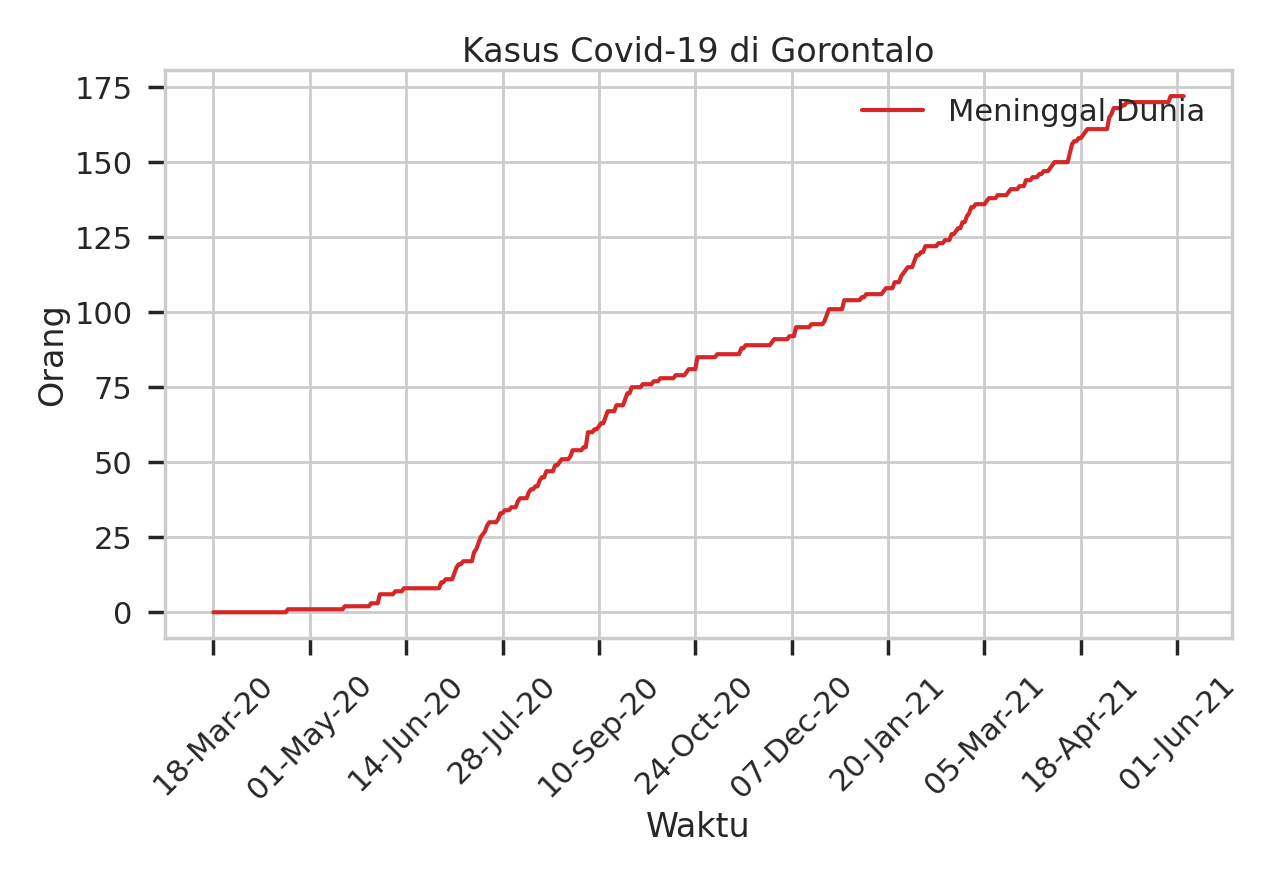 Kasus Covid-19 di Gorontalo
Meninggal Dunia
Orang
175
150
125
100
75
50
25
0
18-Mar-20
01-May-20
14-Jun-20
28-Jul-20
10-Sep-20
24-Oct-20
07-Dec-20
20-Jan-21
05-Mar-21
18-Apr-21
01-Jun-21
Waktu